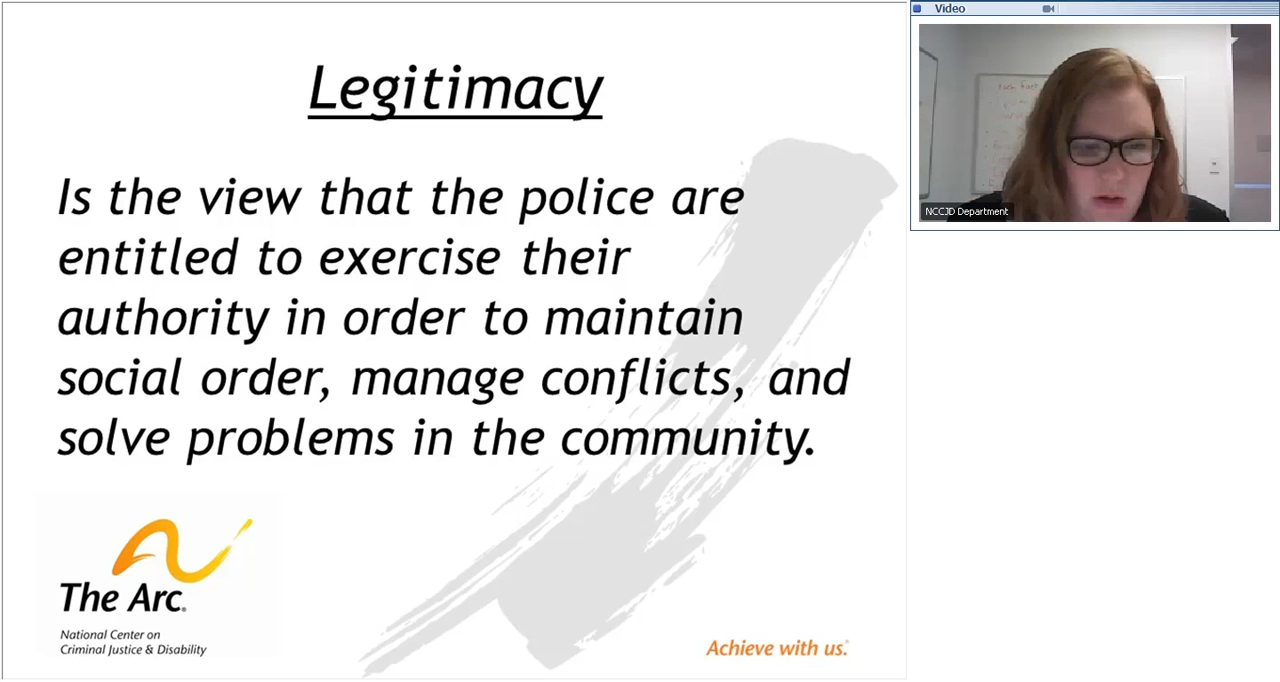 Legitimacy
Is the view that the police are
entitled to exercise their
authority in order to maintain
social order, manage conflicts, and
solve problems in the community.
The Arc®
National Center on
Criminal Justice & Disability
Achieve with us.
Video
NCCJD Department